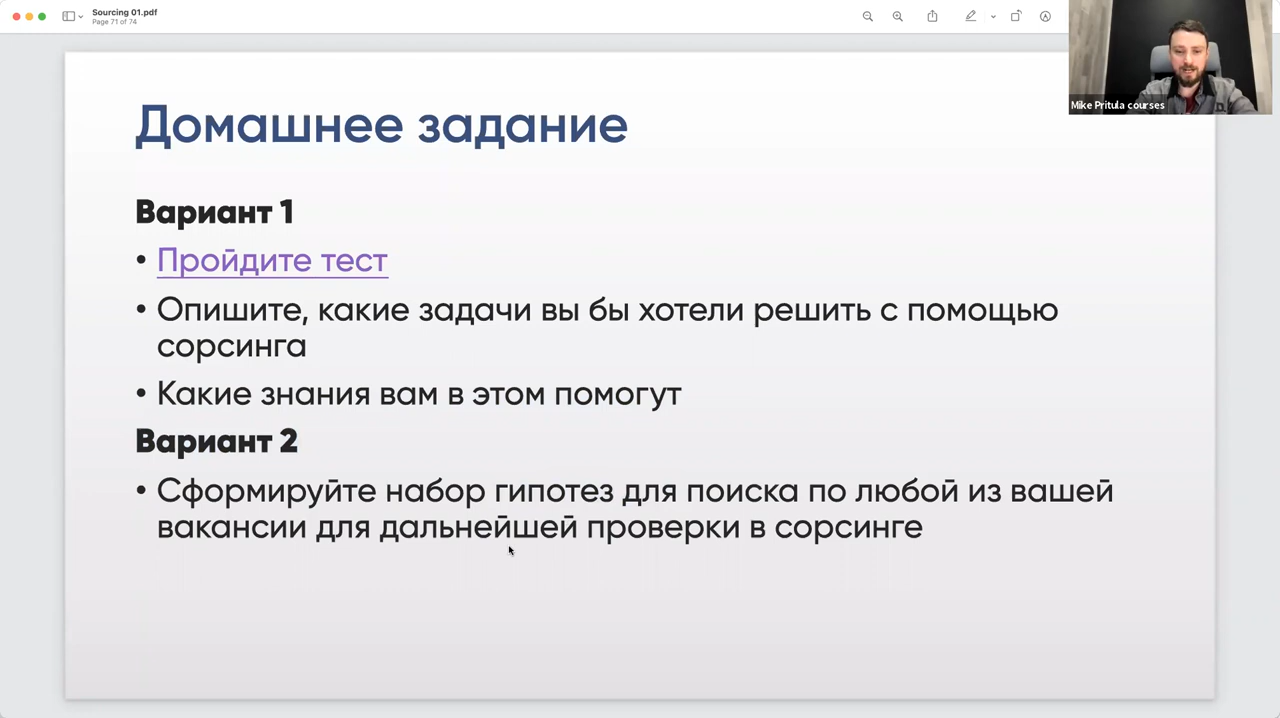 Sourcing 01.pdf
Page 71 of 74
Mike Pritula courses
Домашнее задание
Вариант 1
• Пройдите тест
• Опишите, какие задачи вы бы хотели решить с помощью
сорсинга
• Какие знания вам в этом помогут
Вариант 2
• Сформируйте набор гипотез для поиска по любой из вашей
вакансии для дальнейшей проверки в сорсинге